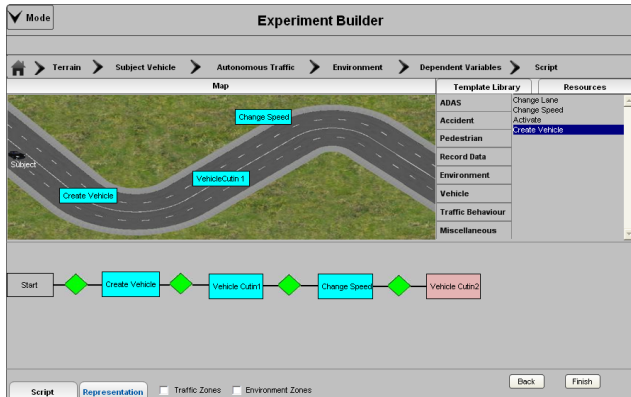 Mode
Experiment Builder
Terrain Subject Vehicle Autonomous Traffic Environment Dependent Variables Script
Map Template Library Resources
ADAS
Accident
Pedestrian
Record Data
Environment
Vehicle
Traffic Behaviour
Miscellaneous
Change Lane
Change Speed
Activate
Create Vehicle
Change Speed
Subject
VehicleCutin 1
Create Vehicle
Start Create Vehicle Vehicle Cutin1 Change Speed Vehicle Cutin2
Back Finish
Script Representation Traffic Zones Environment Zones